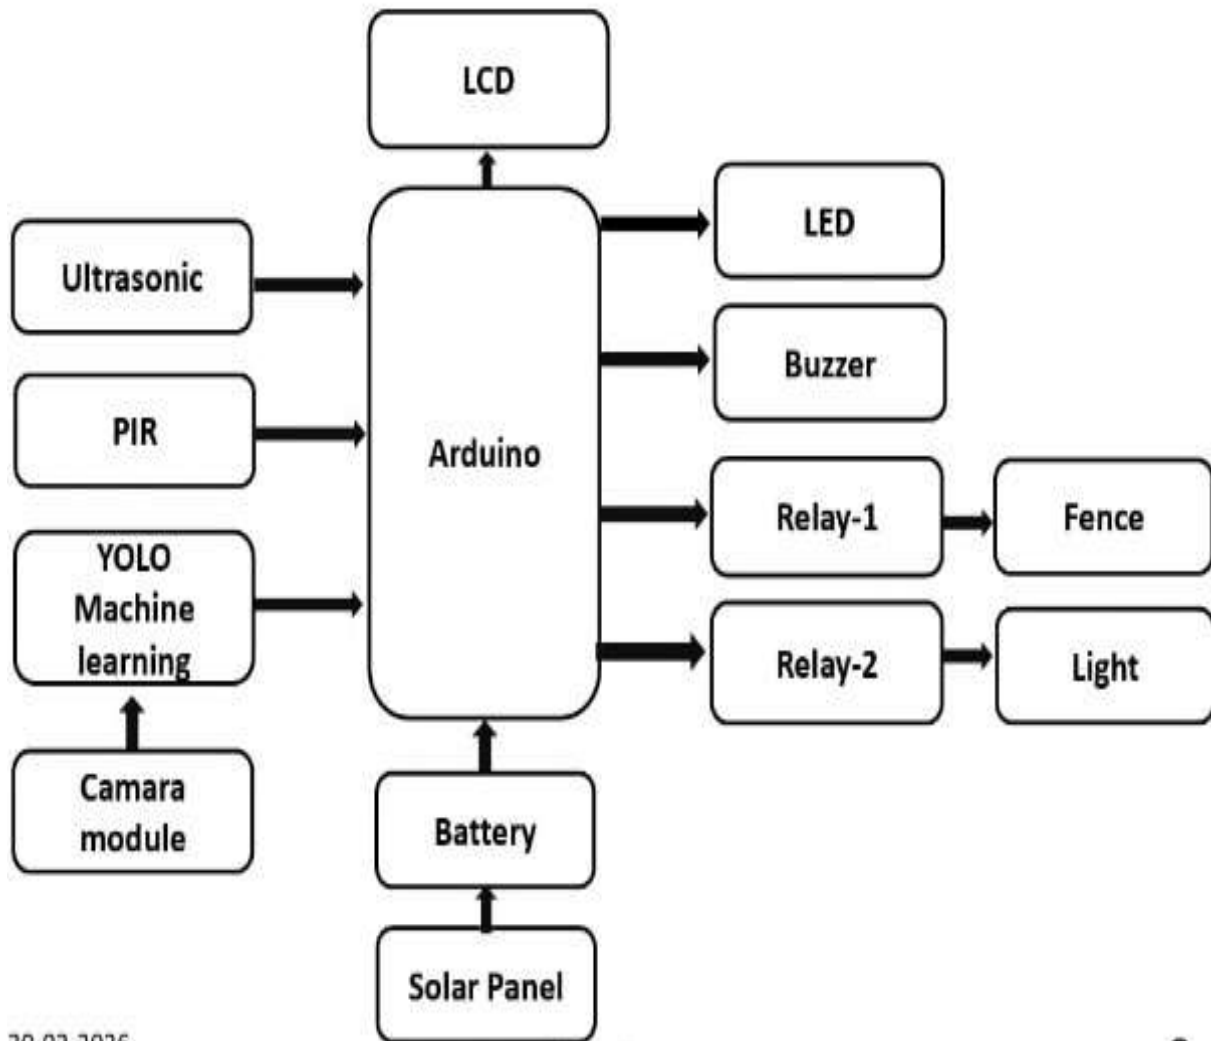 LCD
LED
Ultrasonic
Buzzer
PIR
Arduino
Relay-1
Fence
YOLO
Machine
learning
Relay-2
Light
Camara
module
Battery
Solar Panel